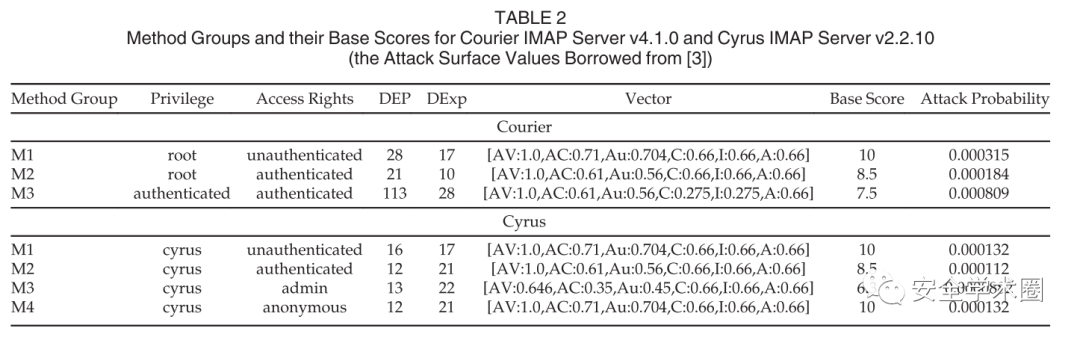 TABLE 2
Method Groups and their Base Scores for Courier IMAP Server v4.1.0 and Cyrus IMAP Server v2.2.10
(the Attack Surface Values Borrowed from [3])
Method Group Privilege Access Rights DEP DExp Vector Base Score Attack Probability
Courier
M1 root unauthenticated 28 17 [AV:1.0,AC:0.71,Au:0.704,C:0.66,I:0.66,A:0.66] 10 0.000315
M2 root authenticated 21 10 [AV:1.0,AC:0.61,Au:0.56,C:0.66,I:0.66,A:0.66] 8.5 0.000184
M3 authenticated authenticated 113 28 [AV:1.0,AC:0.61,Au:0.56,C:0.275,I:0.275,A:0.66] 7.5 0.000809
Cyrus
M1 cyrus unauthenticated 16 17 [AV:1.0,AC:0.71,Au:0.704,C:0.66,I:0.66,A:0.66] 10 0.000132
M2 cyrus authenticated 12 21 [AV:1.0,AC:0.61,Au:0.56,C:0.66,I:0.66,A:0.66] 8.5 0.000112
M3 cyrus admin 13 22 [AV:0.646,AC:0.35,Au:0.45,C:0.66,I:0.66,A:0.66]
M4 cyrus anonymous 12 21 [AV:1.0,AC:0.71,Au:0.704,C:0.66,I:0.66,A:0.66] 10 0.000132
安全学术圈